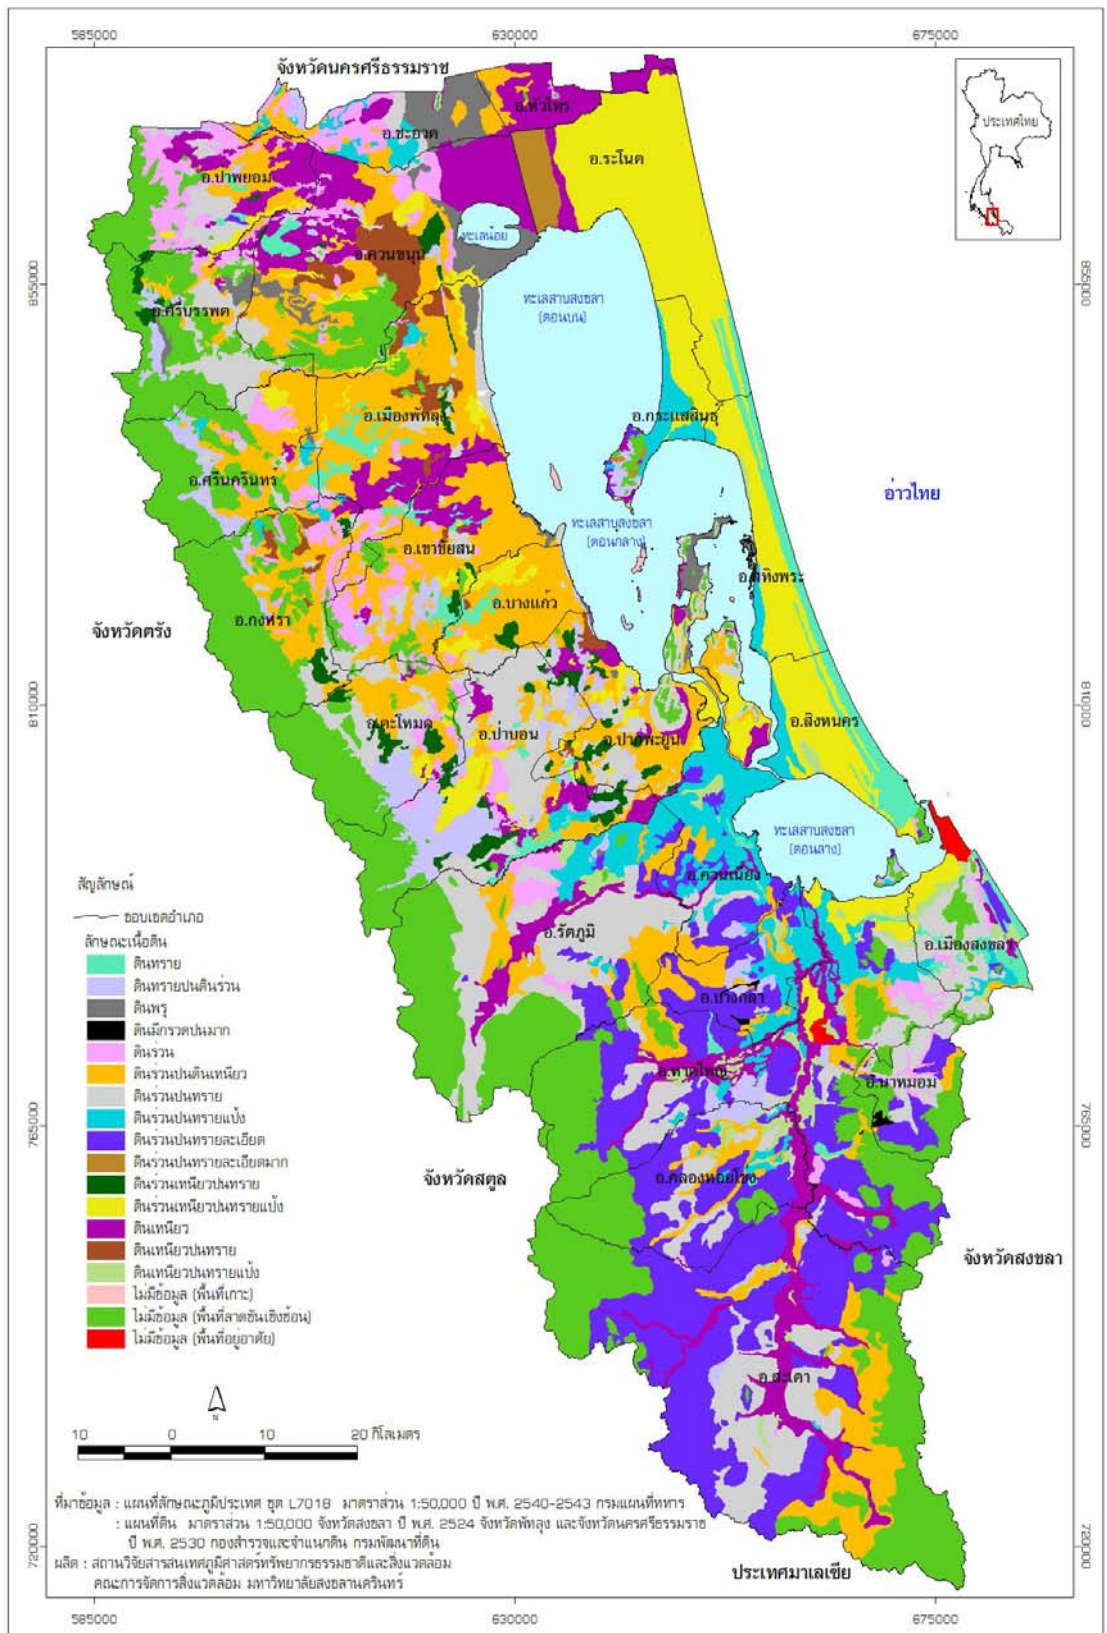 585000
630000
675000
จังหวัดนครศรีธรรมราช
ประเทศไทย
อ.หัวไทร
อ.ชะอวด
อ.ระโนด
อ.ป่าพยอม
ทะเลน้อย
อ.ควนขนุน
855000
855000
อ.ศรีบรรพต
ทะเลสาบสงขลา
(ตอนบน)
อ.เมืองพัทลุง
อ.กระแสสินธุ์
อ.ศรีนครินทร์
อ่าวไทย
ทะเลสาบสงขลา
(ตอนกลาง)
อ.เขาชัยสน
อ.สทิงพระ
อ.บางแก้ว
อ.กงหรา
จังหวัดตรัง
810000
810000
อ.ตะโหมด
อ.ป่าบอน
อ.ปากพะยูน
อ.สิงหนคร
ทะเลสาบสงขลา
(ตอนล่าง)
อ.ควนเนียง
สัญลักษณ์
ขอบเขตอำเภอ
ลักษณะเนื้อดิน
ดินทราย
ดินทรายปนดินร่วน
ดินพรุ
ดินมีกรวดปนมาก
ดินร่วน
ดินร่วนปนดินเหนียว
ดินร่วนปนทราย
ดินร่วนปนทรายแป้ง
ดินร่วนปนทรายละเอียด
ดินร่วนปนทรายละเอียดมาก
ดินร่วนเหนียวปนทราย
ดินร่วนเหนียวปนทรายแป้ง
ดินเหนียว
ดินเหนียวปนทราย
ดินเหนียวปนทรายแป้ง
ไม่มีข้อมูล (พื้นที่เกาะ)
ไม่มีข้อมูล (พื้นที่ลาดชันเชิงซ้อน)
ไม่มีข้อมูล (พื้นที่อยู่อาศัย)
อ.รัตภูมิ
อ.เมืองสงขลา
อ.บางกล่ำ
อ.หาดใหญ่
อ.นาหม่อม
765000
765000
จังหวัดสตูล
อ.คลองหอยโข่ง
จังหวัดสงขลา
อ.สะเดา
N
10 0 10 20 กิโลเมตร
ที่มาข้อมูล : แผนที่ลักษณะภูมิประเทศ ชุด L7018 มาตราส่วน 1:50,000 ปี พ.ศ. 2540-2543 กรมแผนที่ทหาร
: แผนที่ดิน มาตราส่วน 1:50,000 จังหวัดสงขลา ปี พ.ศ. 2524 จังหวัดพัทลุง และจังหวัดนครศรีธรรมราช
ปี พ.ศ. 2530 กองสำรวจและจำแนกดิน กรมพัฒนาที่ดิน
ผลิต : สถานวิจัยสารสนเทศภูมิศาสตร์ทรัพยากรธรรมชาติและสิ่งแวดล้อม
คณะการจัดการสิ่งแวดล้อม มหาวิทยาลัยสงขลานครินทร์
720000
720000
ประเทศมาเลเซีย
585000
630000
675000